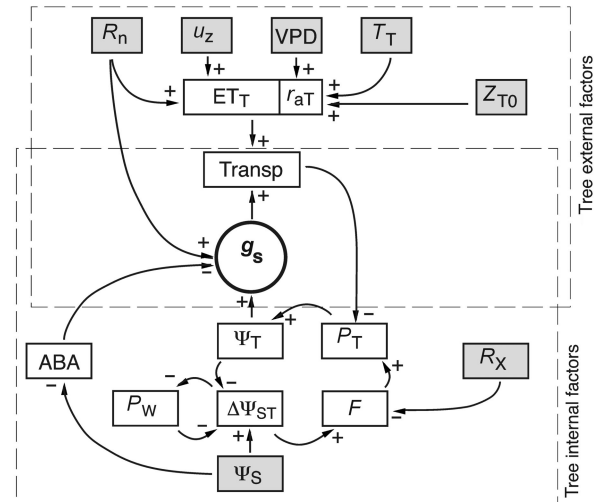 Rn uz VPD TT
+ +
+ ETT raT + ZT0
+
+
Transp
+
+
gs
-
+
+ -
ΨT PT
ABA + RX
- - -
PW ΔΨST F -
- + +
ΨS
Tree external factors
Tree internal factors